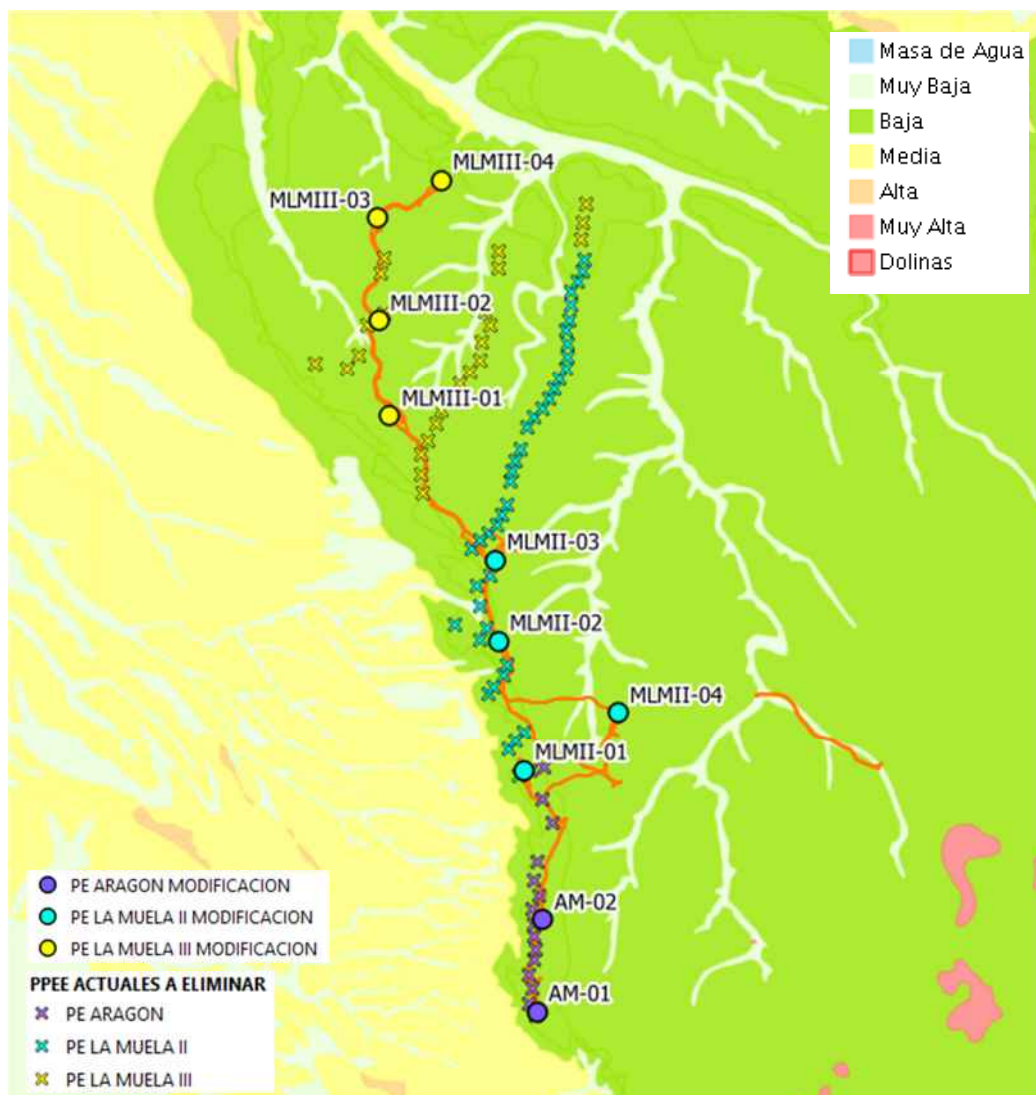 Masa de Agua
Muy Baja
Baja
Media
Alta
Muy Alta
Dolinas
MLMIII-04
MLMIII-03
MLMIII-02
MLMIII-01
MLMII-03
MLMII-02
MLMII-04
MLMII-01
AM-02
AM-01
PE ARAGON MODIFICACION
PE LA MUELA II MODIFICACION
PE LA MUELA III MODIFICACION
PPEE ACTUALES A ELIMINAR
PE ARAGON
PE LA MUELA II
PE LA MUELA III